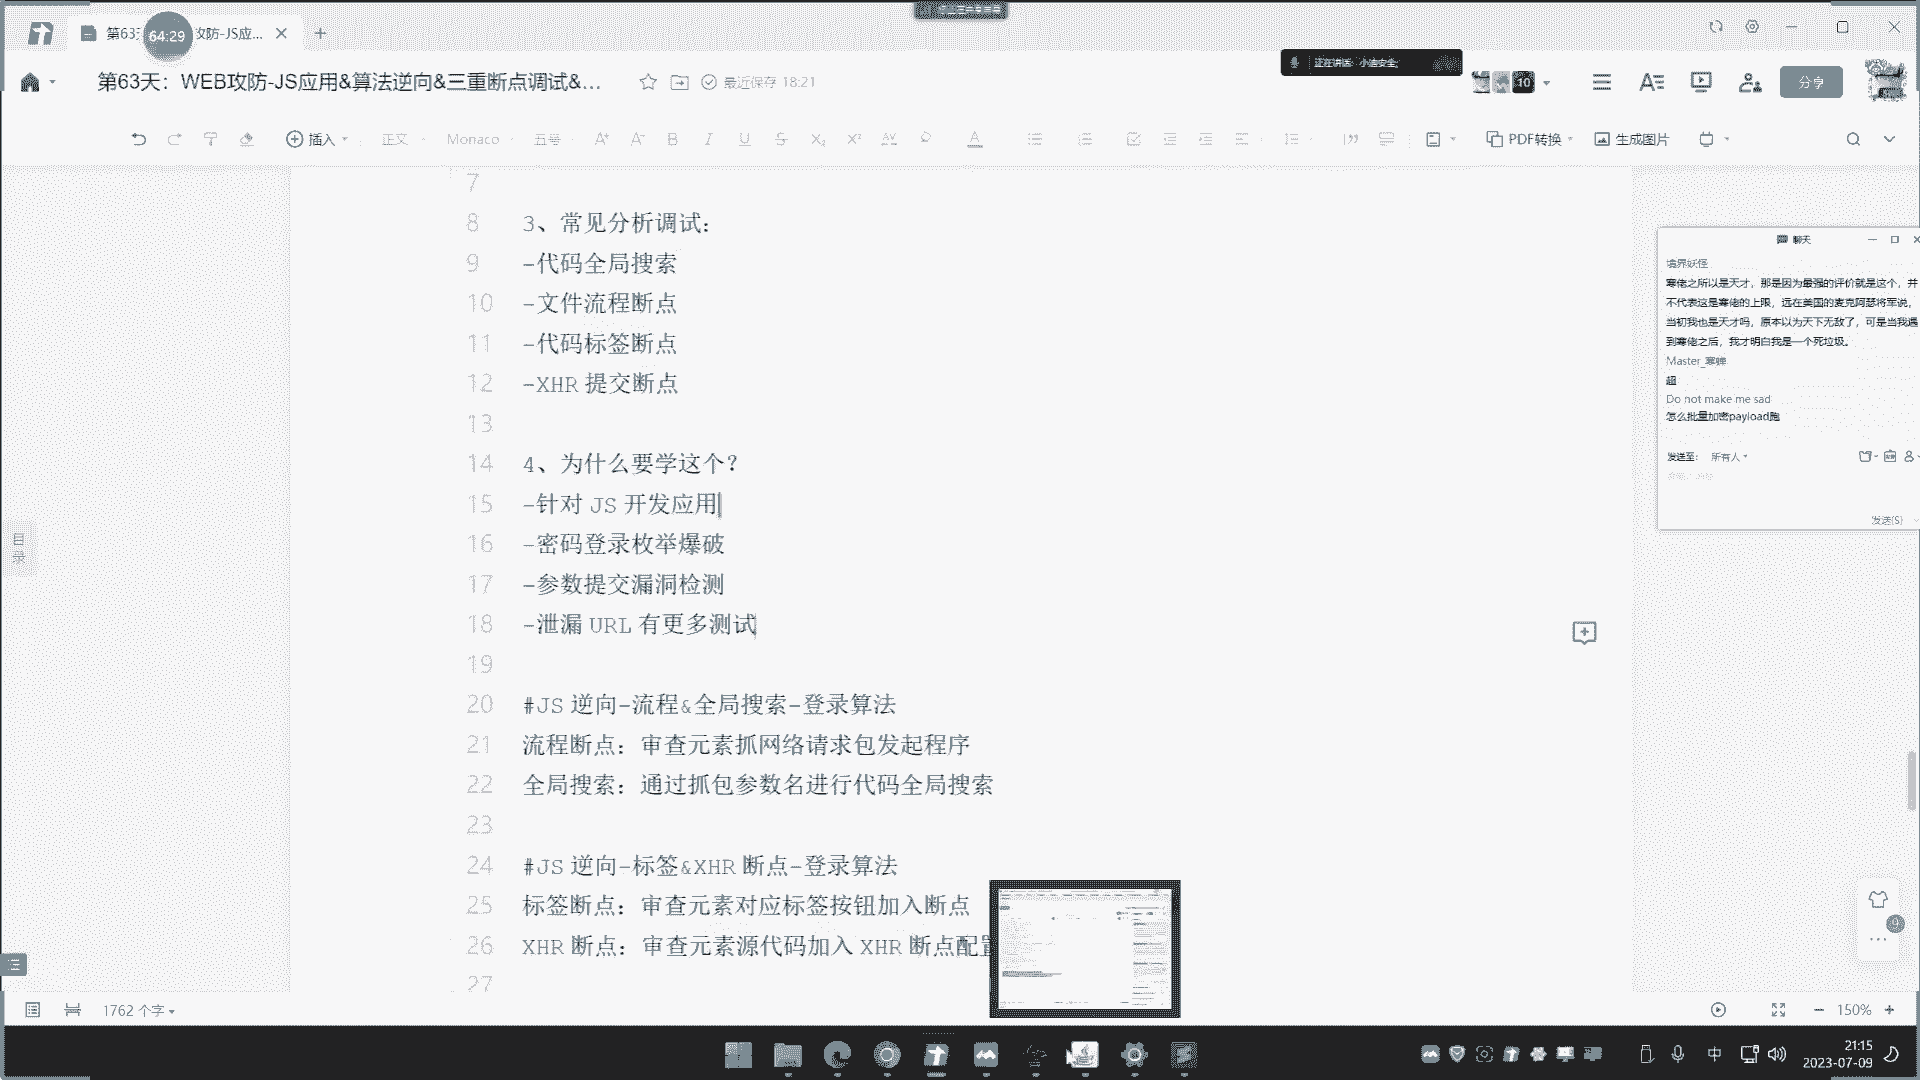 第63天 攻防-JS应...
64:29
正在讲话: 小迪安全;
第63天：WEB攻防-JS应用&算法逆向&三重断点调试&...
最近保存 18:21
10
分享
插入
正文
Monaco
五号
PDF转换
生成图片
7
8 3、常见分析调试：
9 -代码全局搜索
10 -文件流程断点
11 -代码标签断点
12 -XHR 提交断点
13
14 4、为什么要学这个？
15 -针对 JS 开发应用
16 -密码登录枚举爆破
17 -参数提交漏洞检测
18 -泄漏 URL 有更多测试
19
20 #JS 逆向-流程&全局搜索-登录算法
21 流程断点：审查元素抓网络请求包发起程序
22 全局搜索：通过抓包参数名进行代码全局搜索
23
24 #JS 逆向-标签&XHR 断点-登录算法
25 标签断点：审查元素对应标签按钮加入断点
26 XHR 断点：审查元素源代码加入 XHR 断点配置
27
目录
聊天
境界妖怪
寒佬之所以是天才，那是因为最强的评价就是这个，并
不代表这是寒佬的上限，远在美国的麦克阿瑟将军说，
当初我也是天才吗，原本以为天下无敌了，可是当我遇
到寒佬之后，我才明白我是一个死垃圾。
Master_寒蝉
超
Do not make me sad
怎么批量加密payload跑
发送至： 所有人
发送(S)
9
1762 个字
150%
中
21:15
2023-07-09